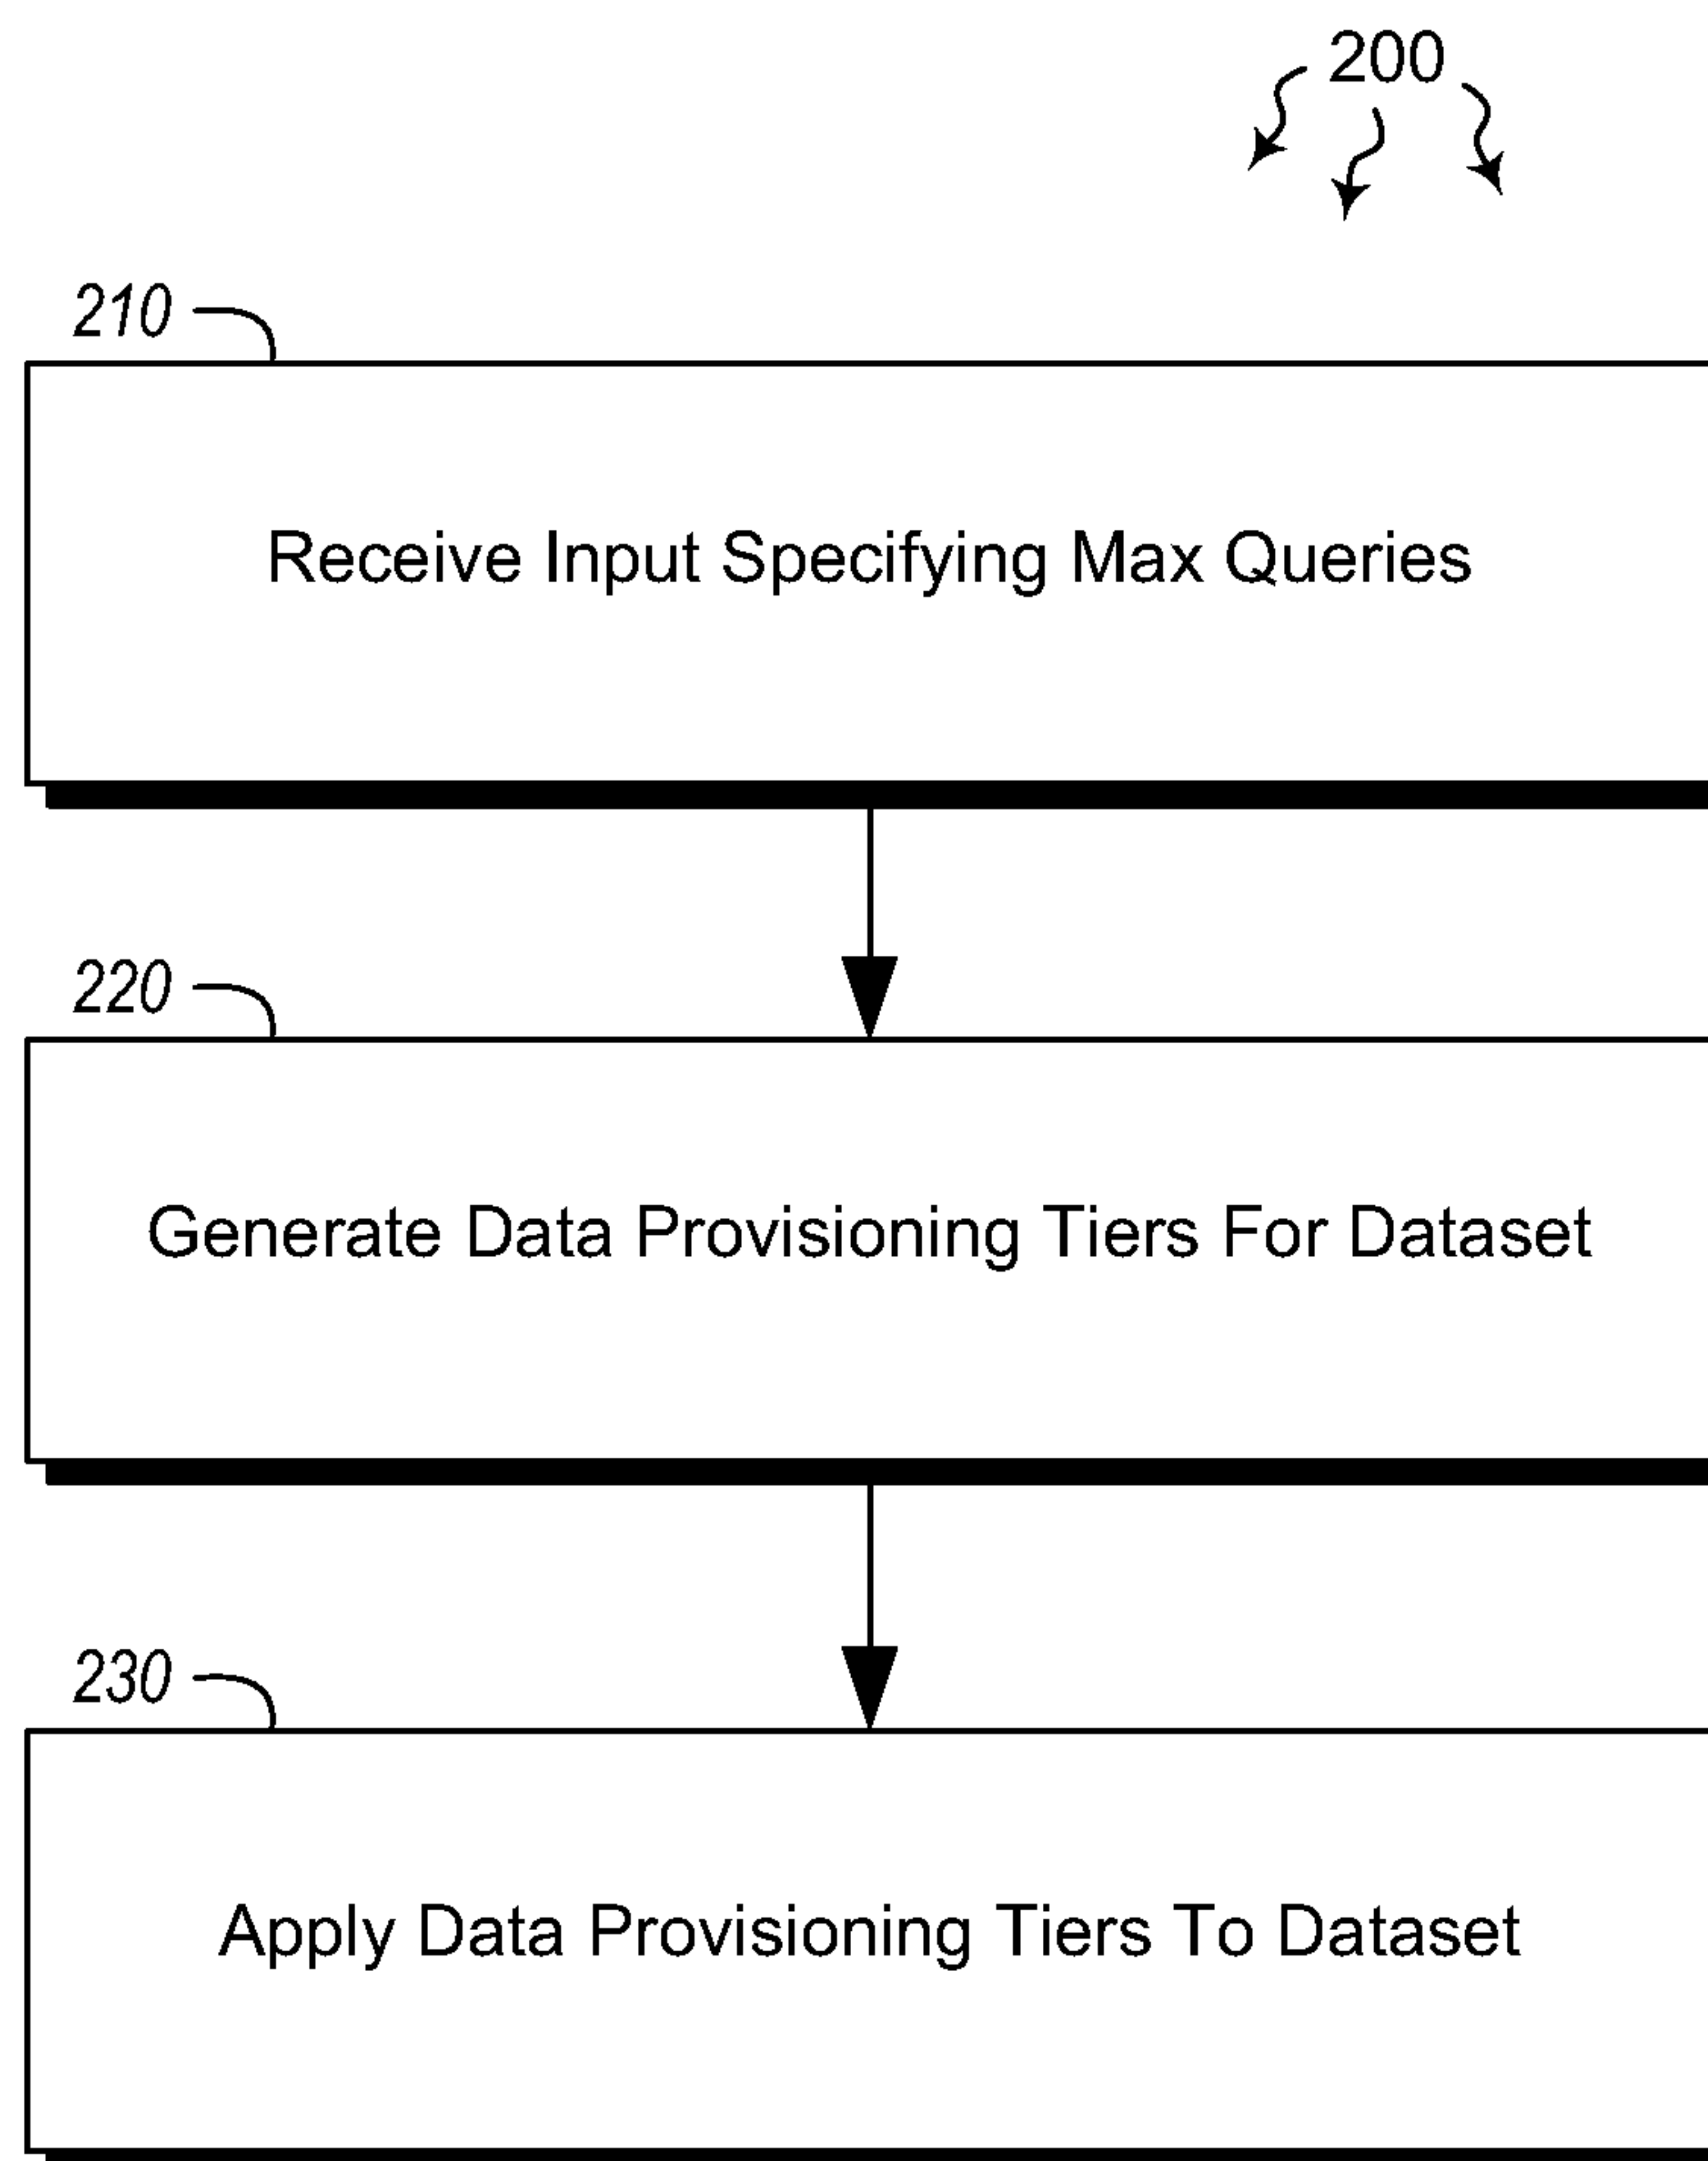 200
210
Receive Input Specifying Max Queries
220
Generate Data Provisioning Tiers For Dataset
230
Apply Data Provisioning Tiers To Dataset